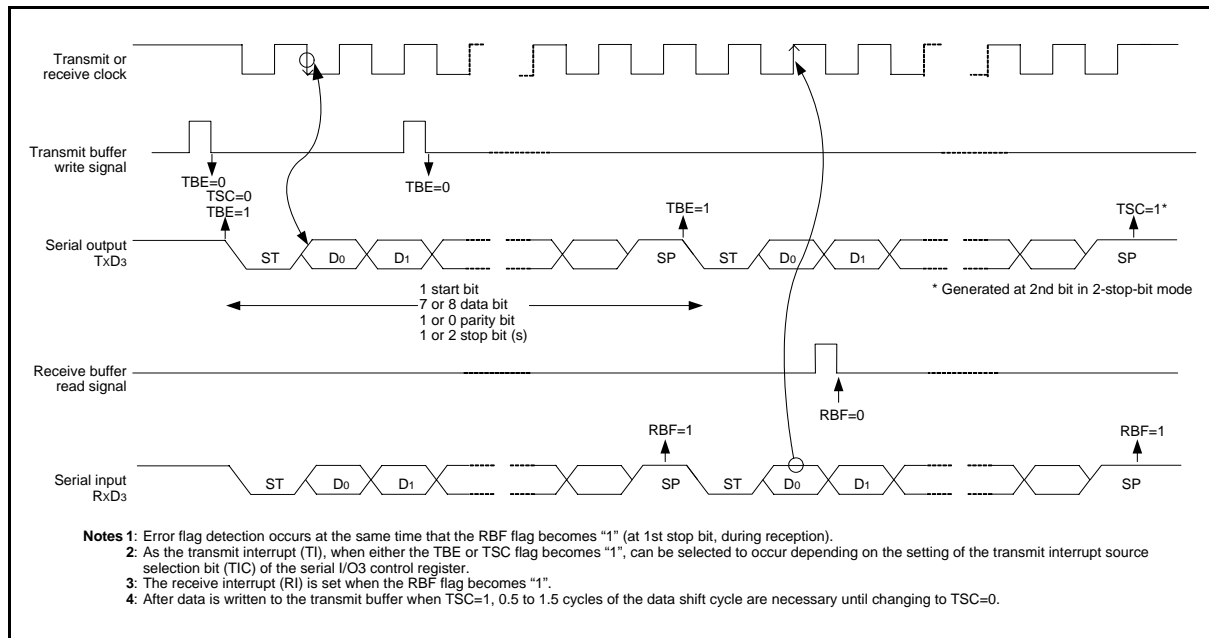 Transmit or
receive clock
Transmit buffer
write signal
TBE=0
TSC=0
TBE=1
TBE=0
TBE=1
TSC=1*
Serial output
TxD3
ST
D0
D1
SP
ST
D0
D1
SP
1 start bit
7 or 8 data bit
1 or 0 parity bit
1 or 2 stop bit (s)
* Generated at 2nd bit in 2-stop-bit mode
Receive buffer
read signal
RBF=0
RBF=1
RBF=1
Serial input
RxD3
ST
D0
D1
SP
ST
D0
D1
SP
Notes 1: Error flag detection occurs at the same time that the RBF flag becomes “1” (at 1st stop bit, during reception).
2: As the transmit interrupt (TI), when either the TBE or TSC flag becomes “1”, can be selected to occur depending on the setting of the transmit interrupt source
selection bit (TIC) of the serial I/O3 control register.
3: The receive interrupt (RI) is set when the RBF flag becomes “1”.
4: After data is written to the transmit buffer when TSC=1, 0.5 to 1.5 cycles of the data shift cycle are necessary until changing to TSC=0.